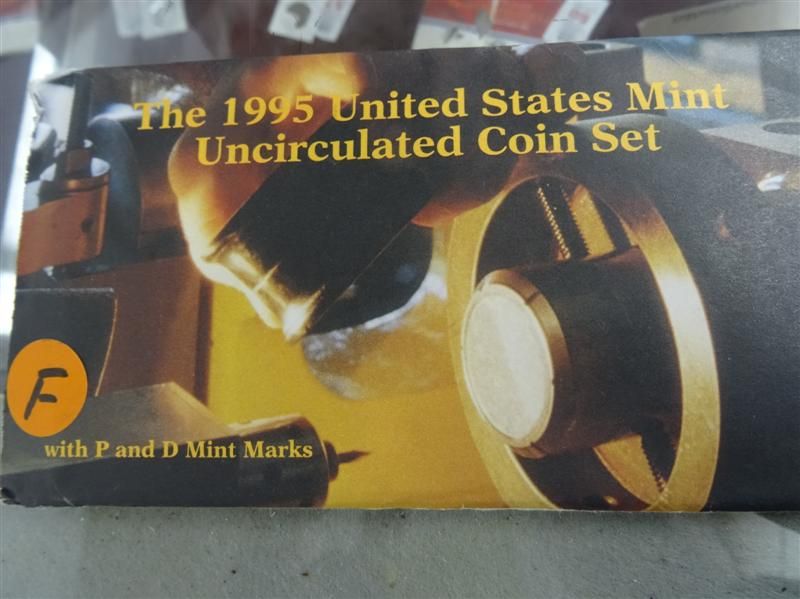 The 1995 United States Mint
Uncirculated Coin Set
F
with P and D Mint Marks